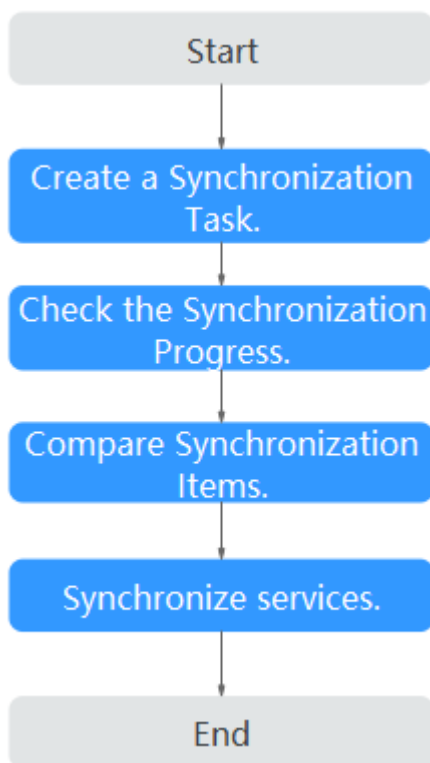 Start
Create a Synchronization
Task.
Check the Synchronization
Progress.
Compare Synchronization
Items.
Synchronize services.
End